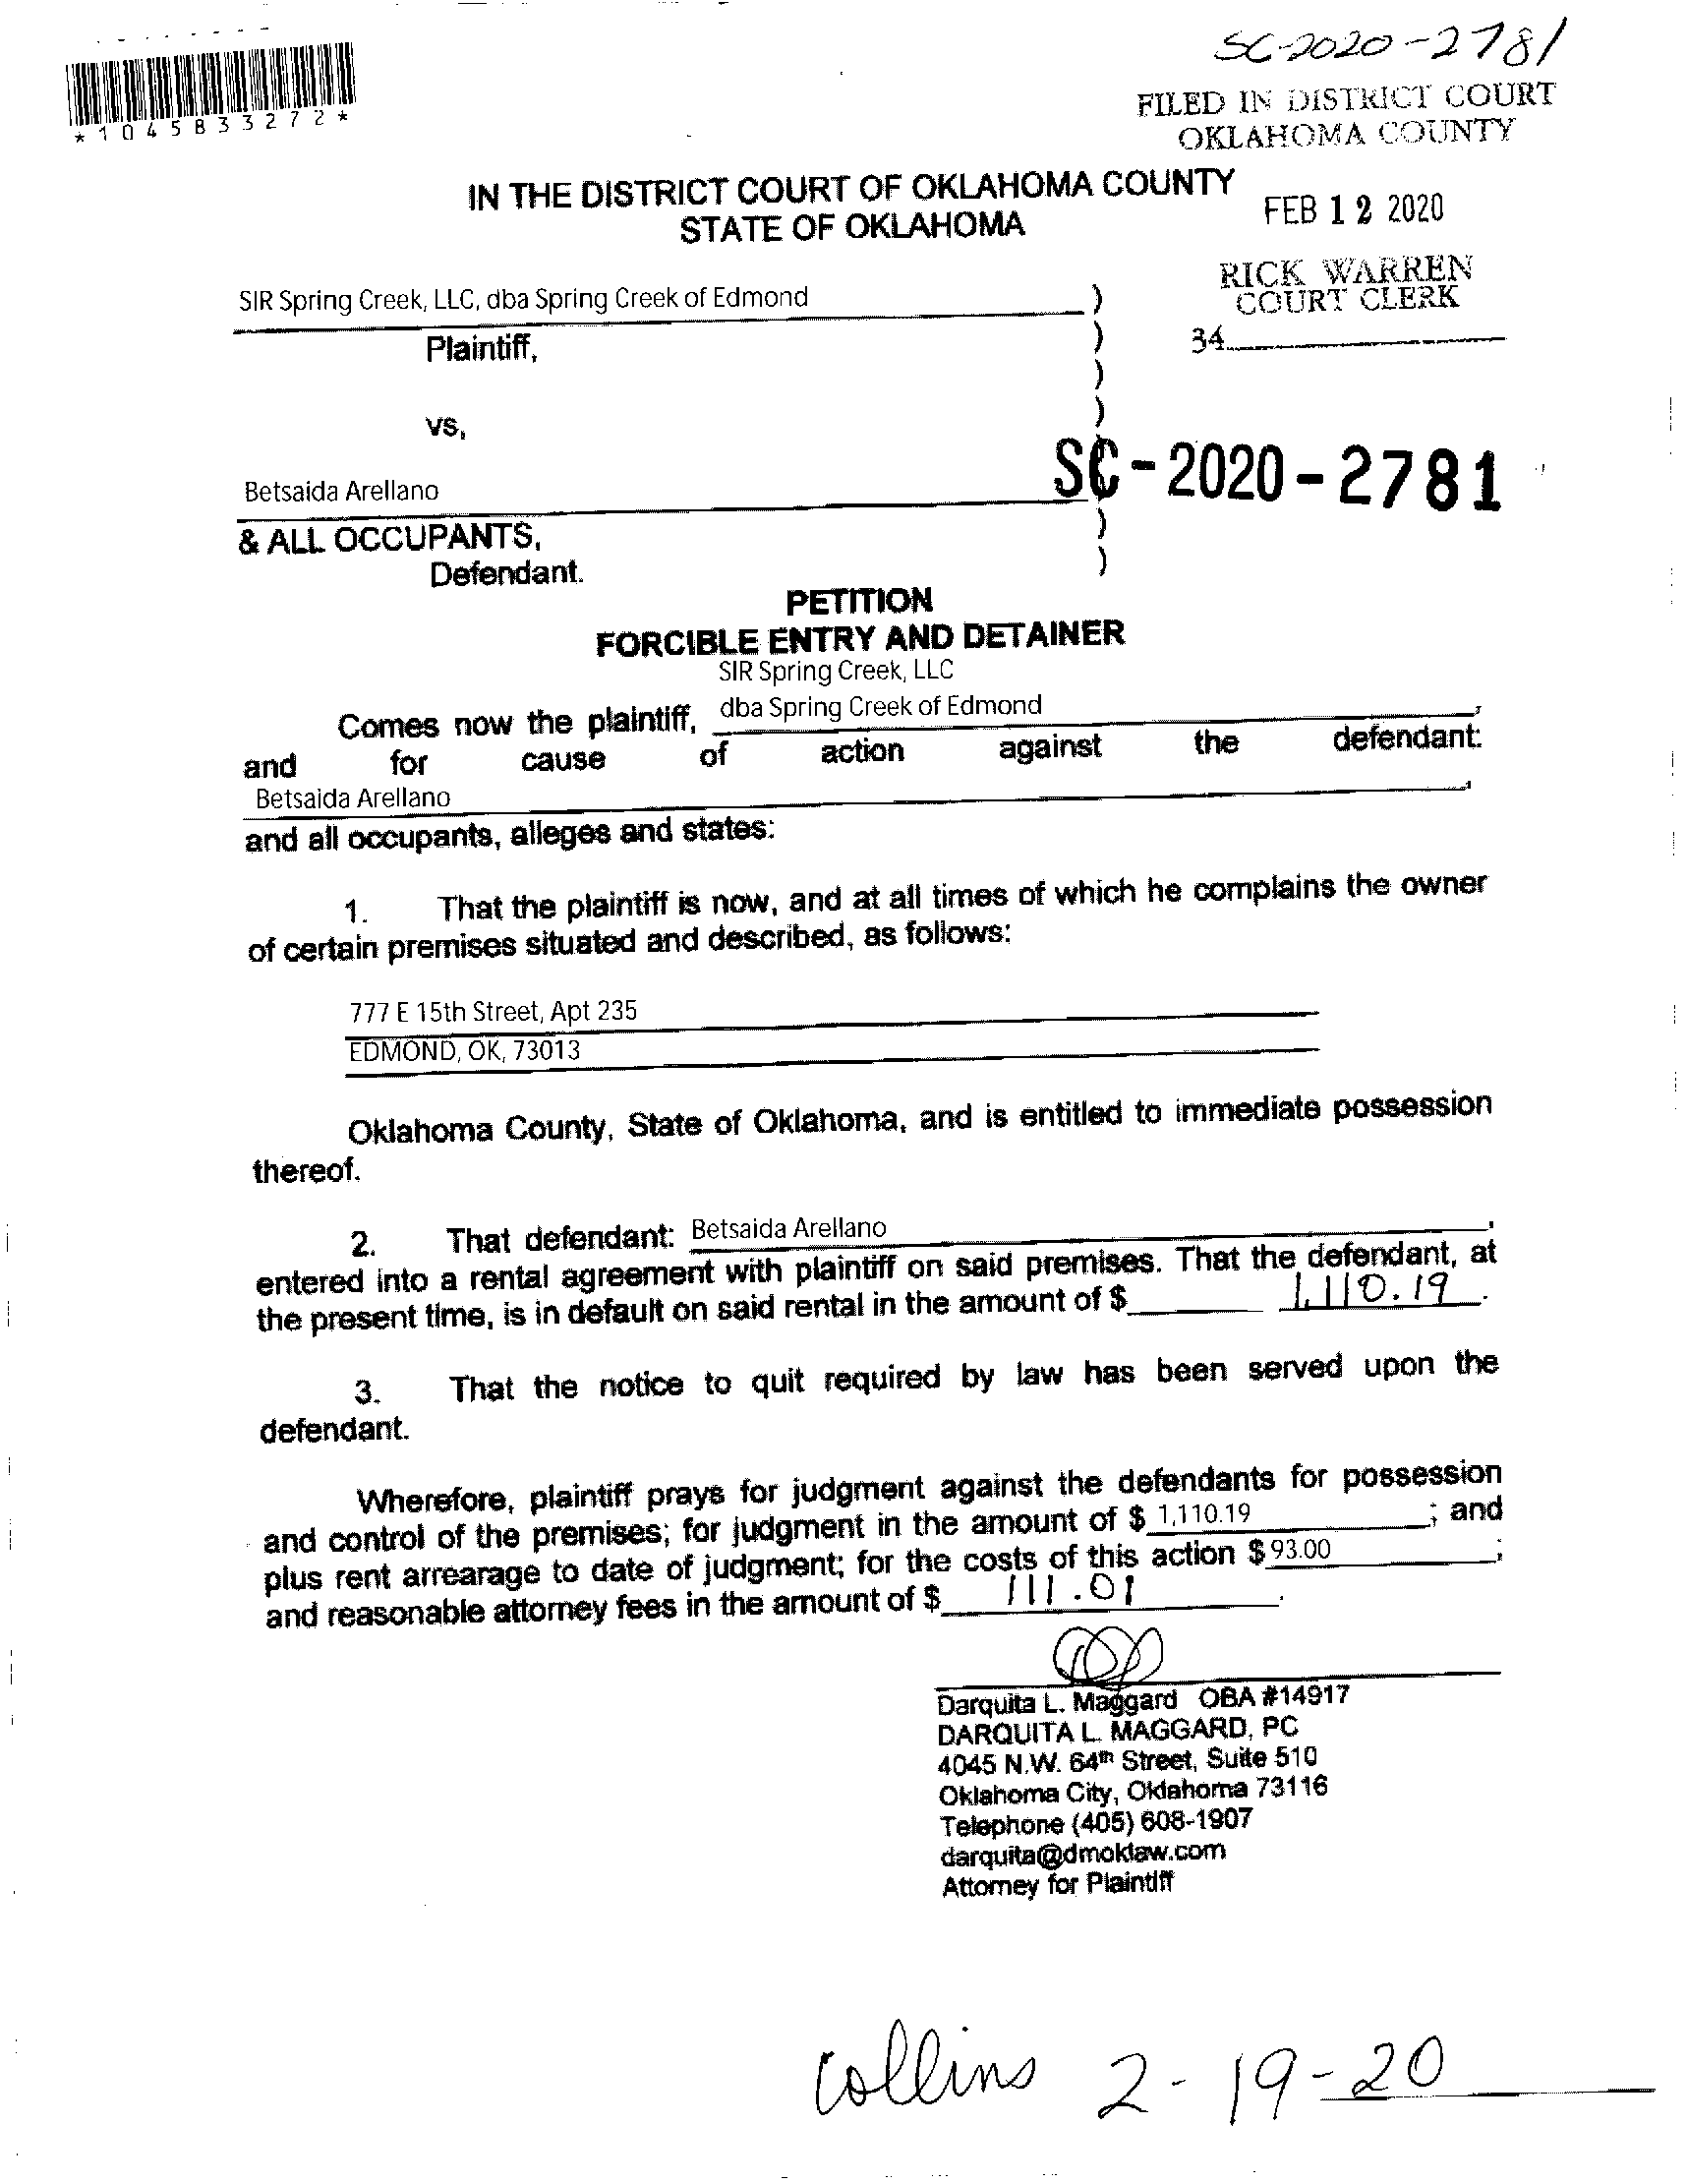 SC-2020-2781
FILED IN DISTRICT COURT
OKLAHOMA COUNTY
*1045833272*
IN THE DISTRICT COURT OF OKLAHOMA COUNTY
STATE OF OKLAHOMA
FEB 12 2020
RICK WARREN
COURT CLERK
34
SIR Spring Creek, LLC, dba Spring Creek of Edmond )
Plaintiff, )
)
vs, )
SC-2020-2781
Betsaida Arellano
& ALL OCCUPANTS, )
Defendant. )
PETITION
FORCIBLE ENTRY AND DETAINER
SIR Spring Creek, LLC
Comes now the plaintiff, dba Spring Creek of Edmond,
and for cause of action against the defendant:
Betsaida Arellano,
and all occupants, alleges and states:
1. That the plaintiff is now, and at all times of which he complains the owner
of certain premises situated and described, as follows:
777 E 15th Street, Apt 235
EDMOND, OK, 73013
Oklahoma County, State of Oklahoma, and is entitled to immediate possession
thereof.
2. That defendant: Betsaida Arellano,
entered into a rental agreement with plaintiff on said premises. That the defendant, at
the present time, is in default on said rental in the amount of $ 1,110.19.
3. That the notice to quit required by law has been served upon the
defendant.
Wherefore, plaintiff prays for judgment against the defendants for possession
and control of the premises; for judgment in the amount of $ 1,110.19; and
plus rent arrearage to date of judgment; for the costs of this action $ 93.00;
and reasonable attorney fees in the amount of $ 111.01.
Darquita L. Maggard OBA #14917
DARQUITA L. MAGGARD, PC
4045 N.W. 64th Street, Suite 510
Oklahoma City, Oklahoma 73116
Telephone (405) 608-1907
darquita@dmoklaw.com
Attorney for Plaintiff
Collins 2-19-20